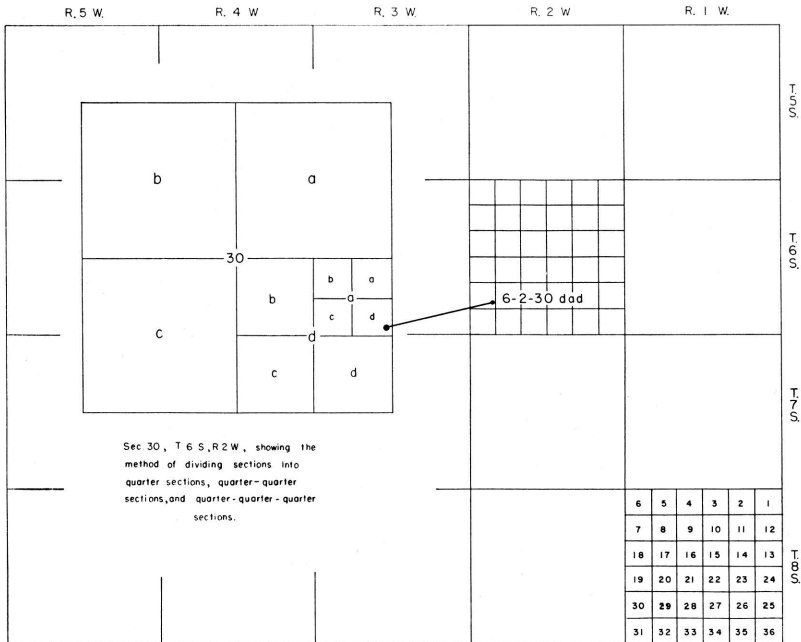 R. 5 W. R. 4 W R. 3 W. R. 2 W R. 1 W.
T. 5 S.
b a
T. 6 S.
30
b a
b a
6-2-30 dad
c d
c d
c d
T. 7 S.
Sec 30, T 6 S, R 2 W, showing the
method of dividing sections into
quarter sections, quarter-quarter
sections, and quarter-quarter-quarter
sections.
6 5 4 3 2 1
7 8 9 10 11 12
18 17 16 15 14 13
T. 8 S.
19 20 21 22 23 24
30 29 28 27 26 25
31 32 33 34 35 36